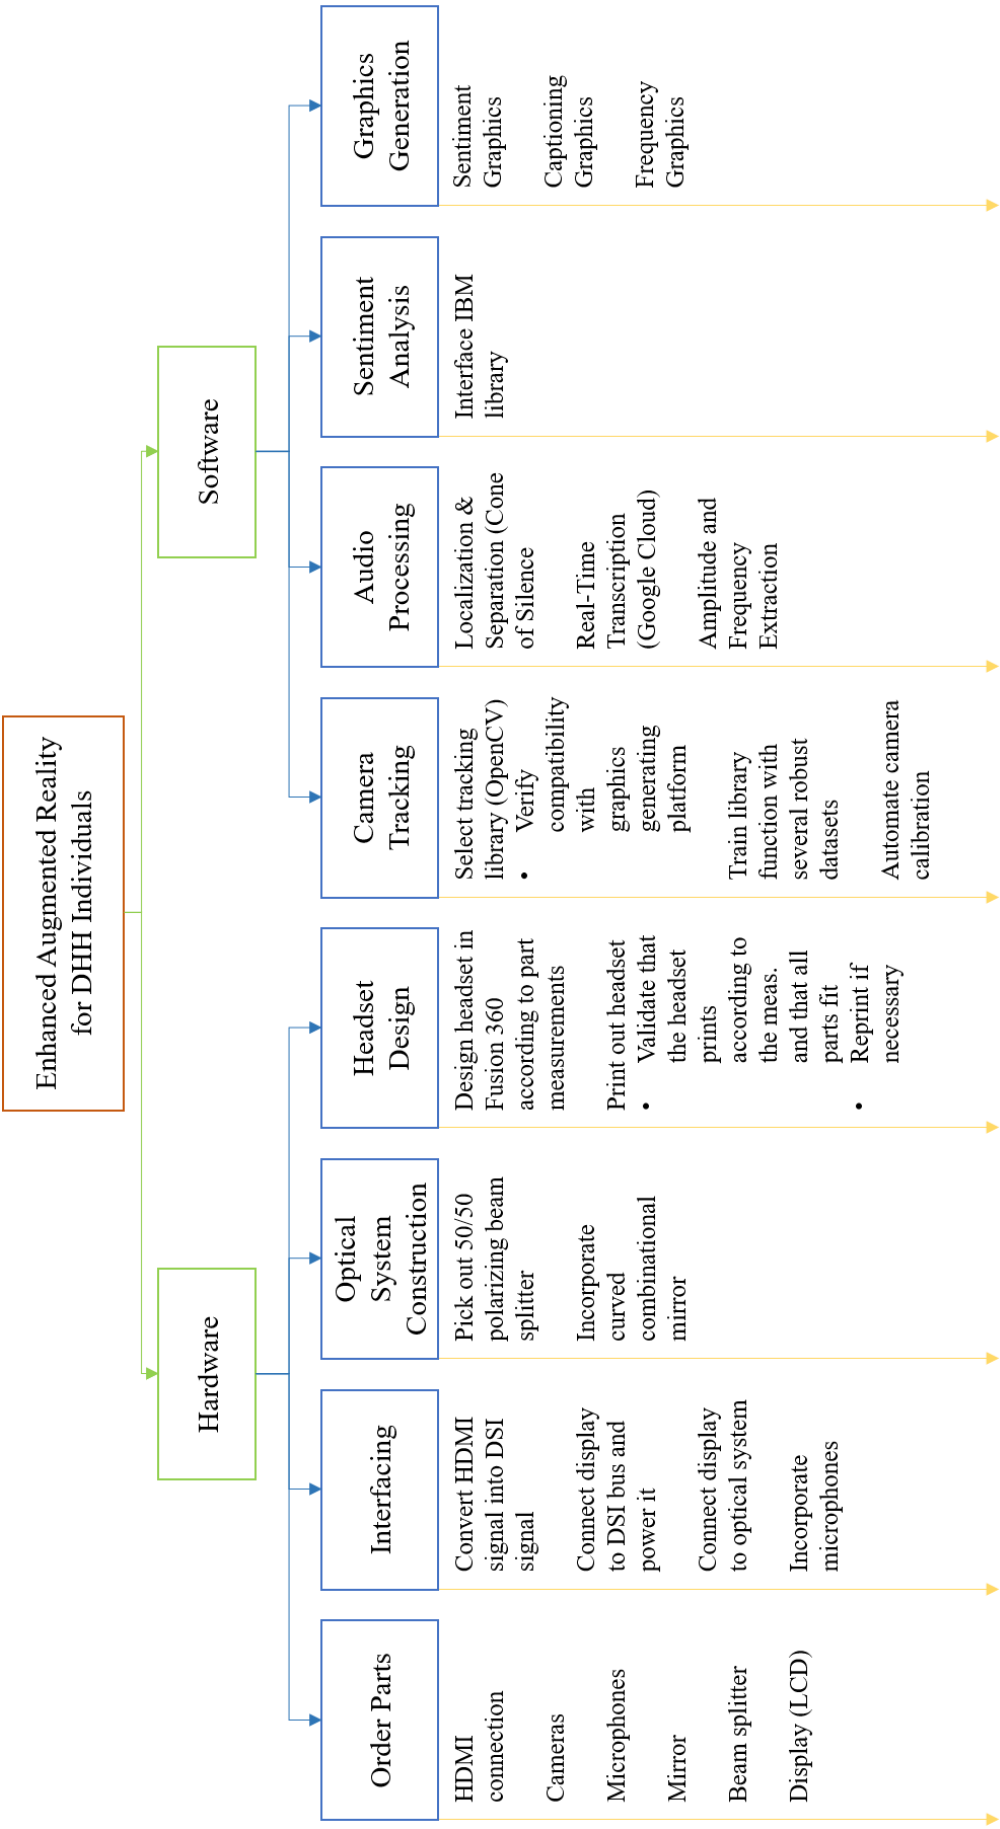 Enhanced Augmented Reality
for DHH Individuals
Hardware
Software
Order Parts
HDMI
connection
Cameras
Microphones
Mirror
Beam splitter
Display (LCD)
Interfacing
Convert HDMI
signal into DSI
signal
Connect display
to DSI bus and
power it
Connect display
to optical system
Incorporate
microphones
Optical
System
Construction
Pick out 50/50
polarizing beam
splitter
Incorporate
curved
combinational
mirror
Headset
Design
Design headset in
Fusion 360
according to part
measurements
Print out headset
• Validate that
the headset
prints
according to
the meas.
and that all
parts fit
• Reprint if
necessary
Camera
Tracking
Select tracking
library (OpenCV)
• Verify
compatibility
with
graphics
generating
platform
Train library
function with
several robust
datasets
Automate camera
calibration
Audio
Processing
Localization &
Separation (Cone
of Silence
Real-Time
Transcription
(Google Cloud)
Amplitude and
Frequency
Extraction
Sentiment
Analysis
Interface IBM
library
Graphics
Generation
Sentiment
Graphics
Captioning
Graphics
Frequency
Graphics